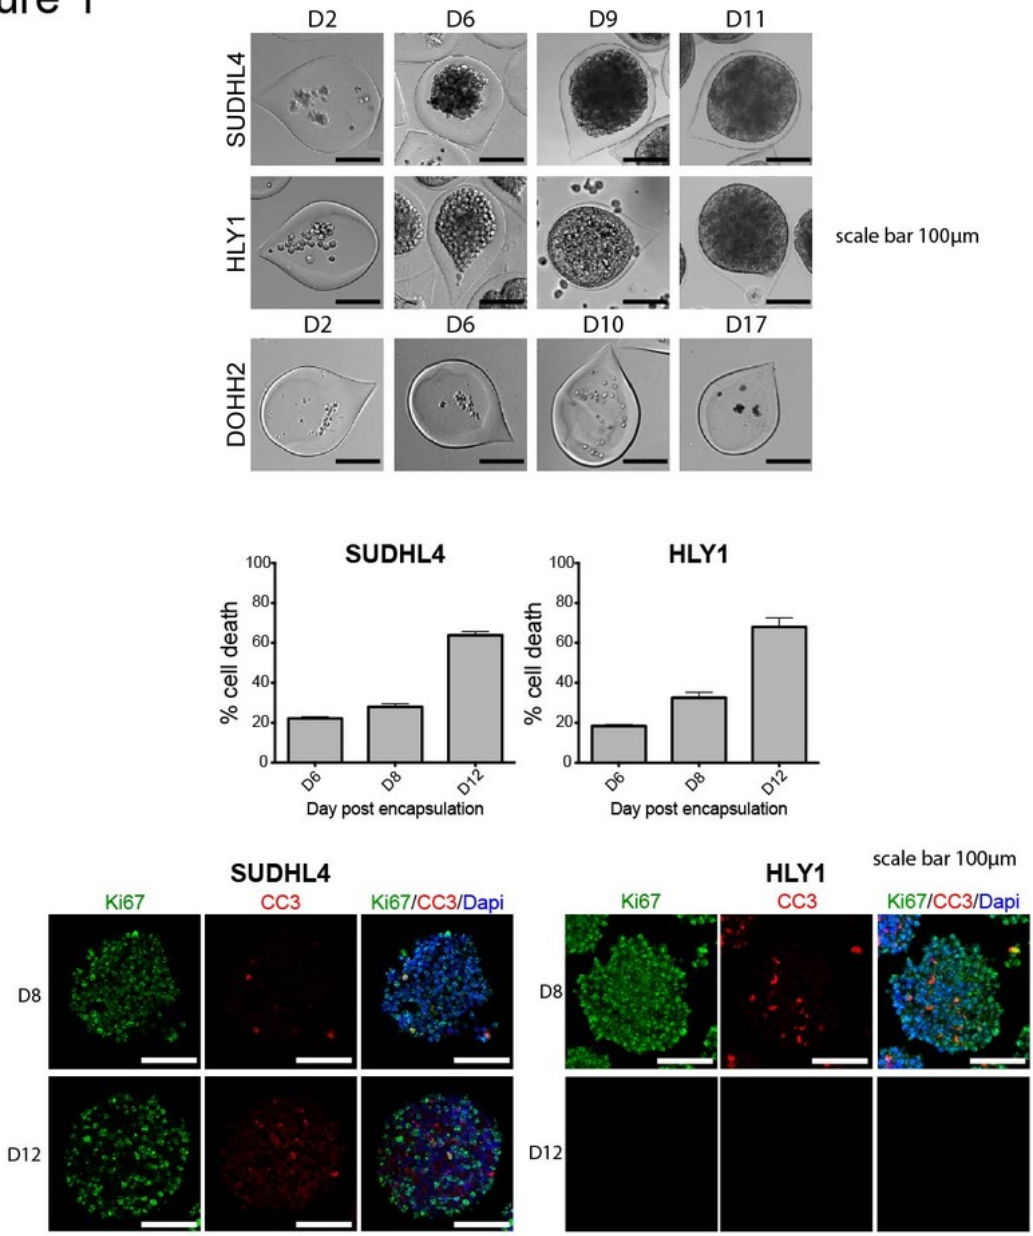 D2 D6 D9 D11
SUDHL4
HLY1
scale bar 100µm
D2 D6 D10 D17
DOHH2
SUDHL4
% cell death
100
80
60
40
20
0
D6 D8 D12
Day post encapsulation
HLY1
% cell death
100
80
60
40
20
0
D6 D8 D12
Day post encapsulation
scale bar 100µm
SUDHL4
Ki67 CC3 Ki67/CC3/Dapi
D8
D12
HLY1
Ki67 CC3 Ki67/CC3/Dapi
D8
D12